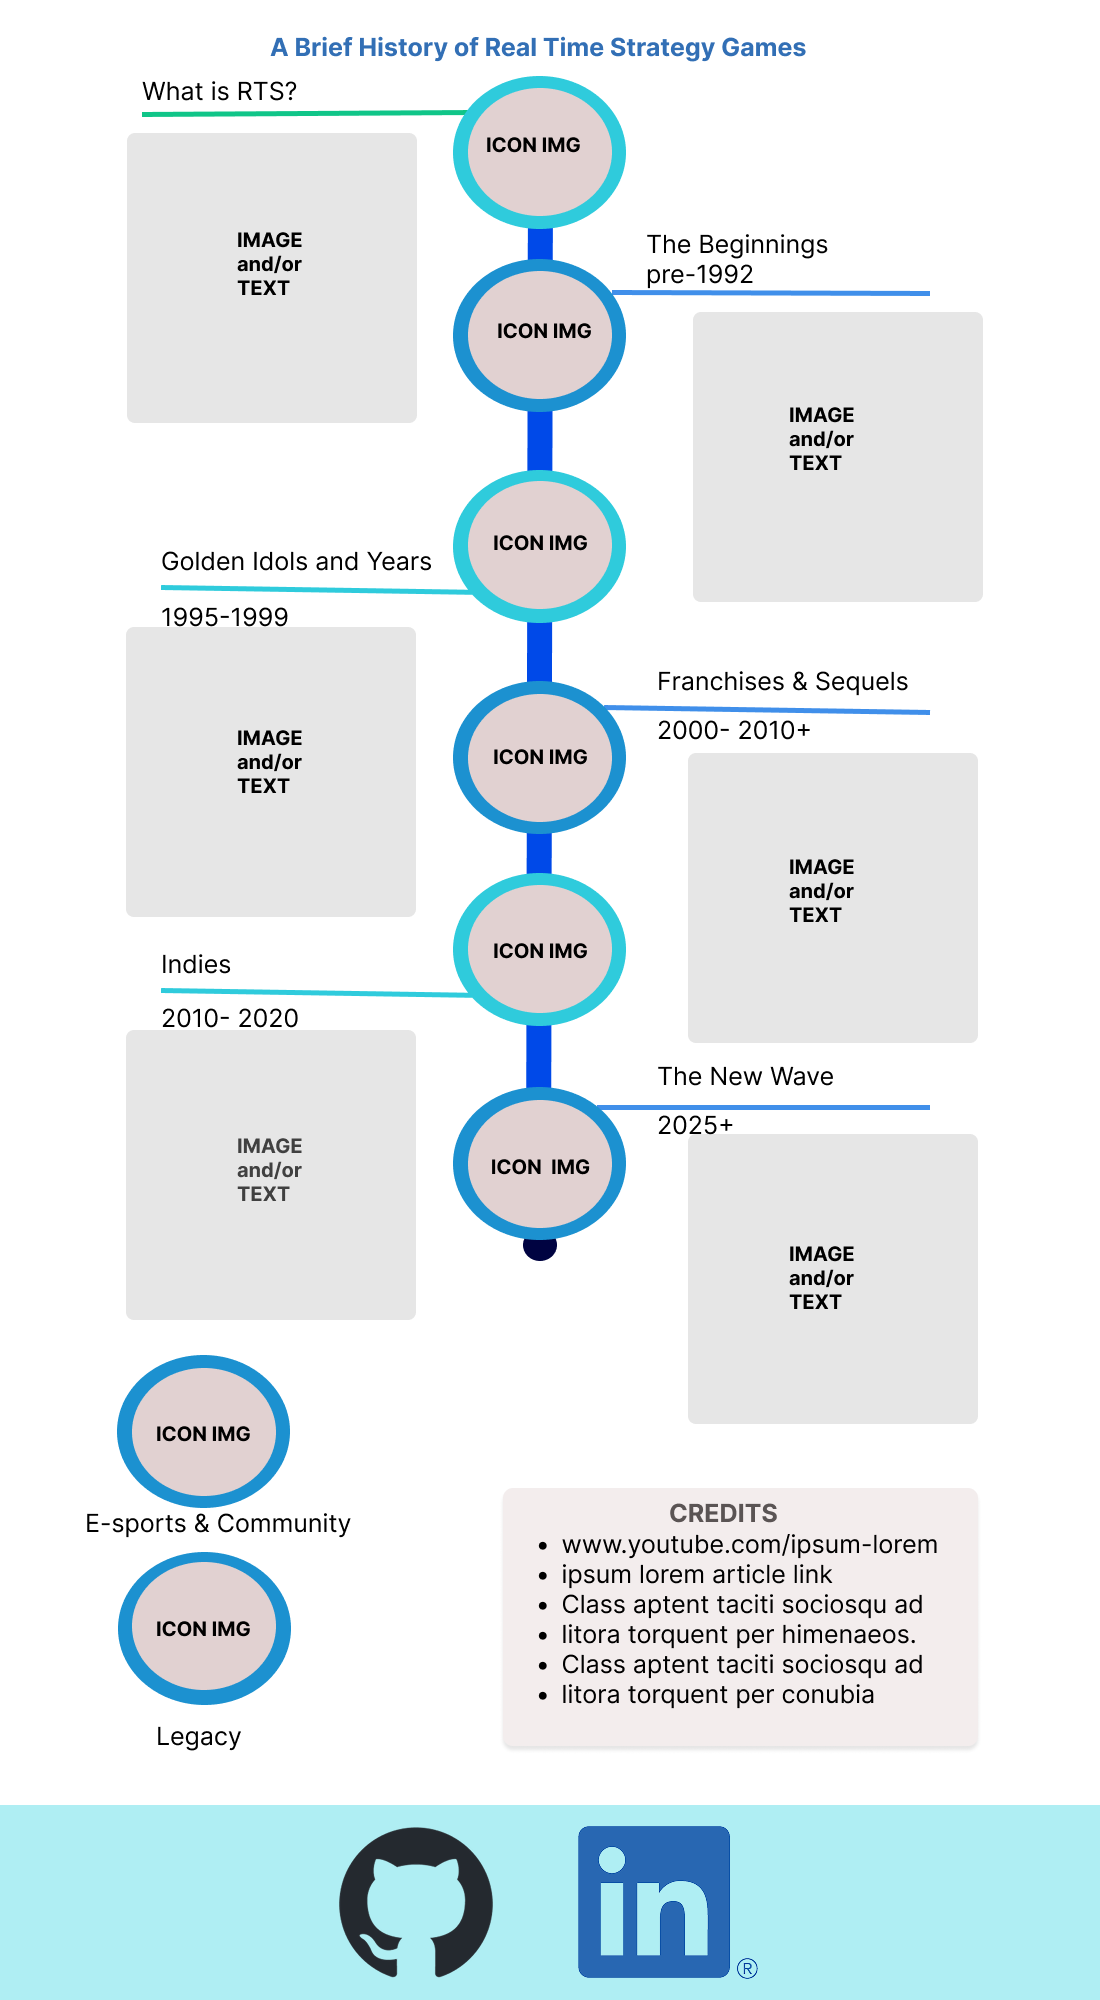 A Brief History of Real Time Strategy Games
What is RTS?
ICON IMG
IMAGE
and/or
TEXT
The Beginnings
pre-1992
ICON IMG
IMAGE
and/or
TEXT
ICON IMG
Golden Idols and Years
1995-1999
IMAGE
and/or
TEXT
Franchises & Sequels
2000- 2010+
ICON IMG
IMAGE
and/or
TEXT
ICON IMG
Indies
2010- 2020
IMAGE
and/or
TEXT
The New Wave
2025+
ICON  IMG
IMAGE
and/or
TEXT
ICON IMG
E-sports & Community
ICON IMG
Legacy
CREDITS
• www.youtube.com/ipsum-lorem
• ipsum lorem article link
• Class aptent taciti sociosqu ad
• litora torquent per himenaeos.
• Class aptent taciti sociosqu ad
• litora torquent per conubia
in
®